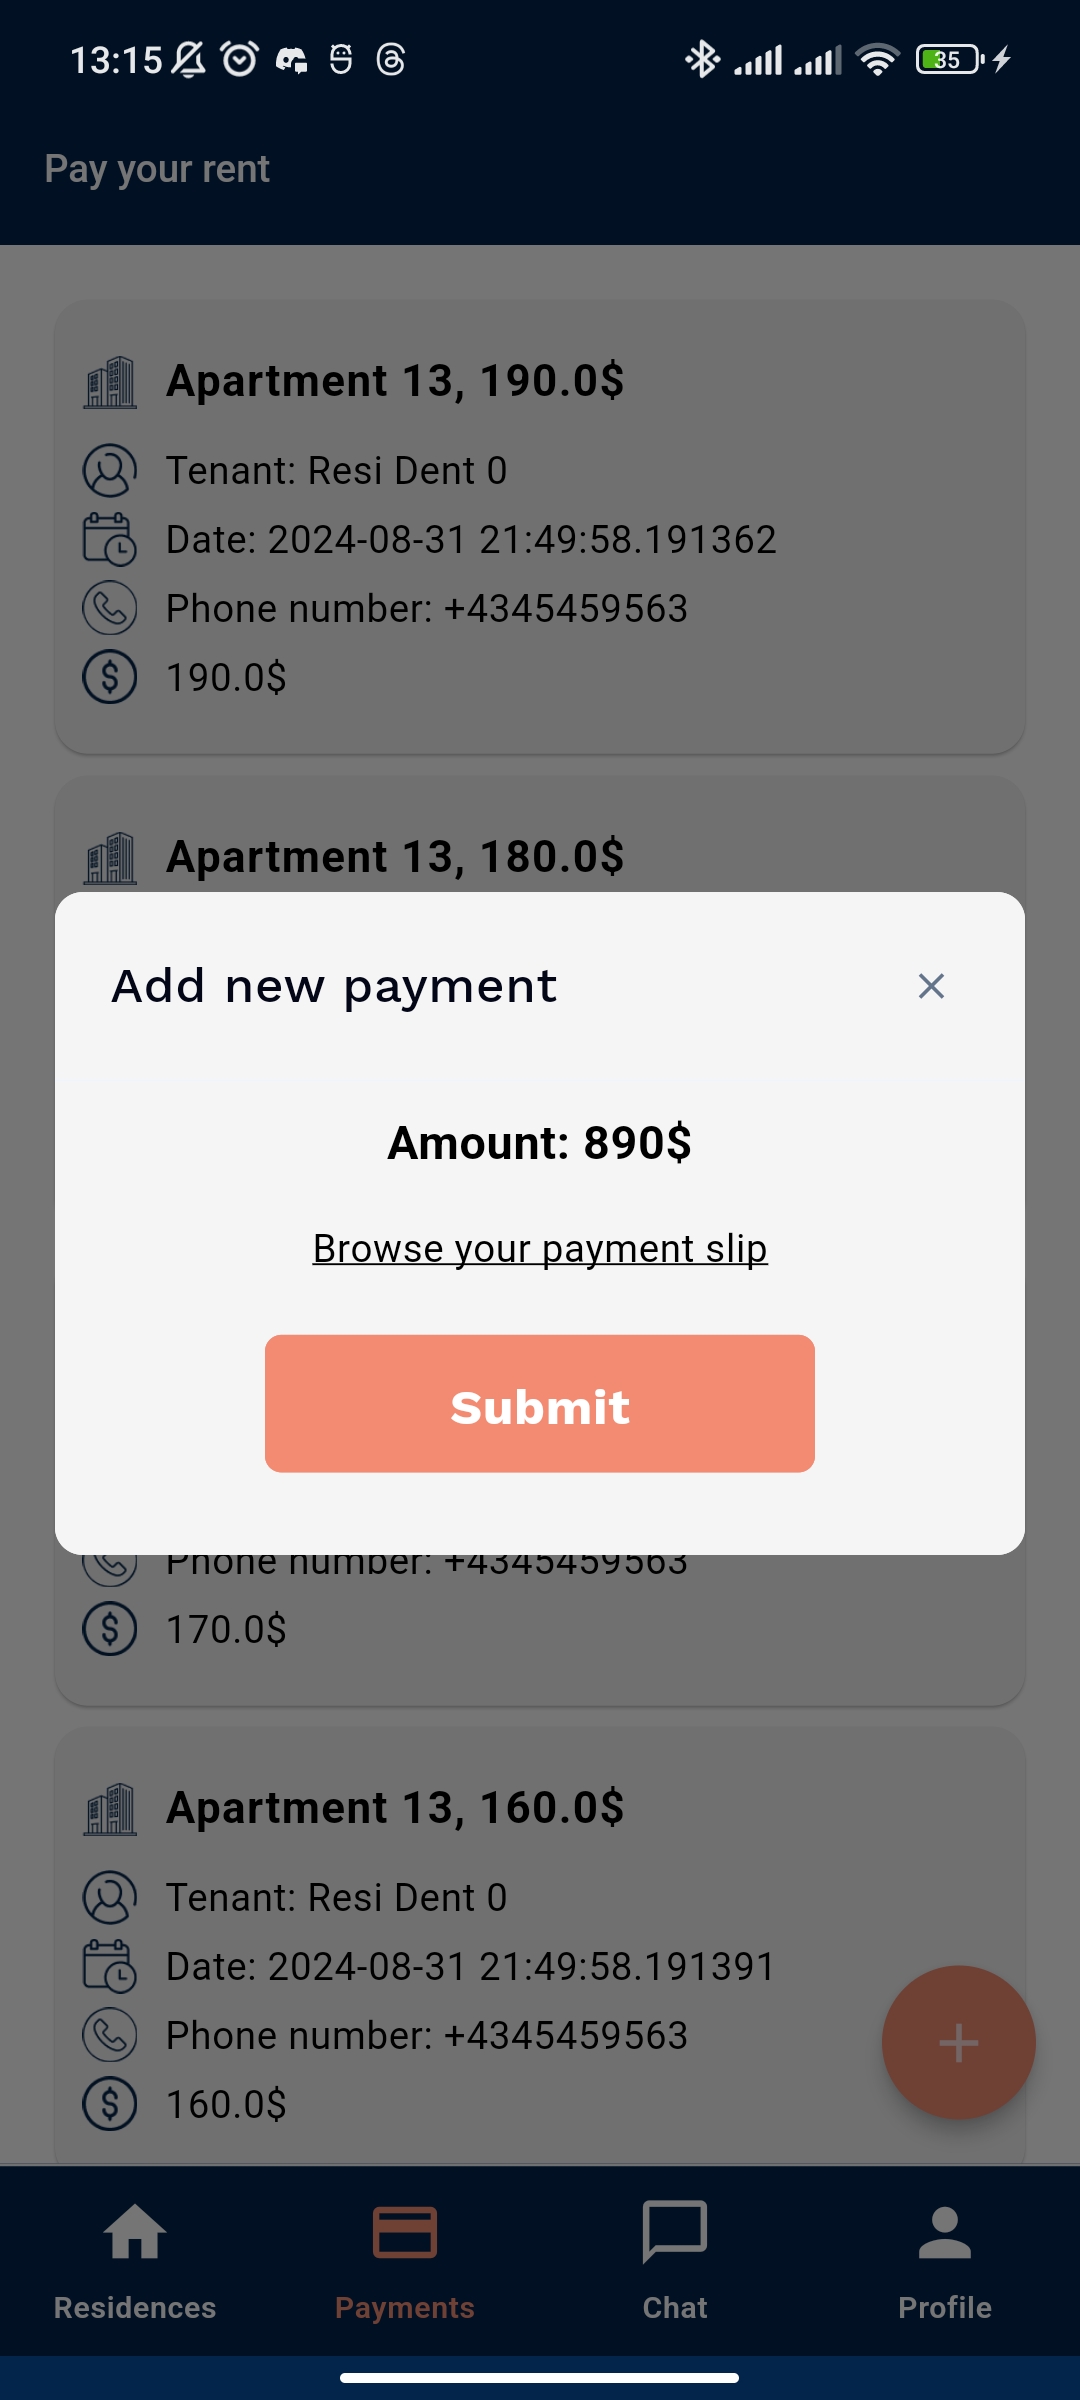 13:15
35
Pay your rent
Apartment 13, 190.0$
Tenant: Resi Dent 0
Date: 2024-08-31 21:49:58.191362
Phone number: +4345459563
190.0$
Apartment 13, 180.0$
Add new payment
Amount: 890$
Browse your payment slip
Submit
Phone number: +4345459563
170.0$
Apartment 13, 160.0$
Tenant: Resi Dent 0
Date: 2024-08-31 21:49:58.191391
Phone number: +4345459563
160.0$
Residences
Payments
Chat
Profile